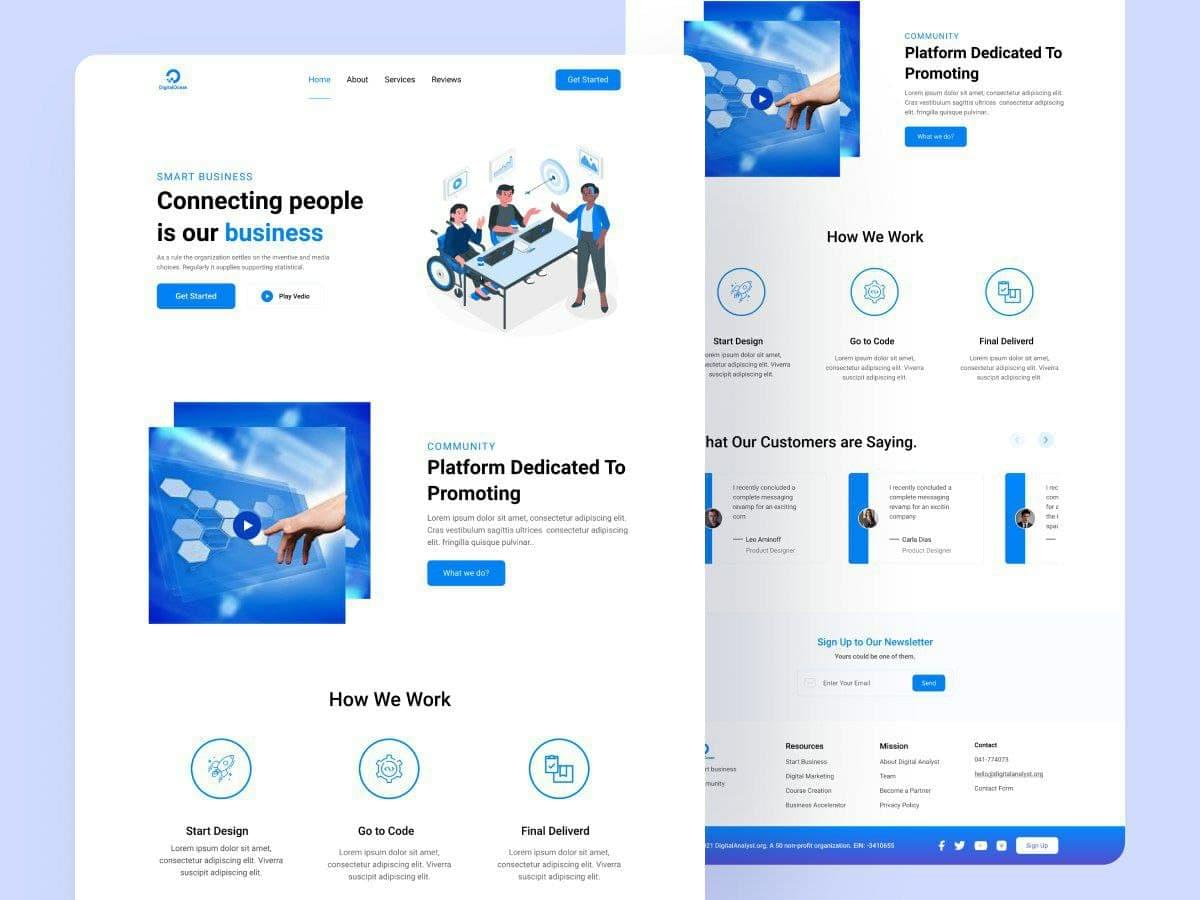 DigitalOcean
Home About Services Reviews
Get Started
SMART BUSINESS
Connecting people
is our business
As a rule the organization settles on the inventive and media
choices. Regularly it supplies supporting statistical.
Get Started
Play Vedio
COMMUNITY
Platform Dedicated To
Promoting
Lorem ipsum dolor sit amet, consectetur adipiscing elit.
Cras vestibulum sagittis ultrices consectetur adipiscing
elit. fringilla quisque pulvinar..
What we do?
How We Work
Start Design
Lorem ipsum dolor sit amet,
consectetur adipiscing elit. Viverra
suscipit adipiscing elit.
Go to Code
Lorem ipsum dolor sit amet,
consectetur adipiscing elit. Viverra
suscipit adipiscing elit.
Final Deliverd
Lorem ipsum dolor sit amet,
consectetur adipiscing elit. Viverra
suscipit adipiscing elit.
COMMUNITY
Platform Dedicated To
Promoting
Lorem ipsum dolor sit amet, consectetur adipiscing elit.
Cras vestibulum sagittis ultrices consectetur adipiscing
elit. fringilla quisque pulvinar..
What we do?
How We Work
Start Design
orem ipsum dolor sit amet,
sectetur adipiscing elit. Viverra
suscipit adipiscing elit.
Go to Code
Lorem ipsum dolor sit amet,
consectetur adipiscing elit. Viverra
suscipit adipiscing elit.
Final Deliverd
Lorem ipsum dolor sit amet,
consectetur adipiscing elit. Viverra
suscipit adipiscing elit.
hat Our Customers are Saying.
I recently concluded a
complete messaging
revamp for an exciting
com
Leo Aminoff
Product Designer
I recently concluded a
complete messaging
revamp for an excitin
company
Carla Dias
Product Designer
I rec
com
for a
the i
spac
Sign Up to Our Newsletter
Yours could be one of them.
Enter Your Email
Send
rt business
munity
Resources
Start Business
Digital Marketing
Course Creation
Business Accelerator
Mission
About Digital Analyst
Team
Become a Partner
Privacy Policy
Contact
041-774073
hello@digitalanalyst.org
Contact Form
21 DigitalAnalyst.org. A 50 non-profit organization. EIN: -3410655
Sign Up